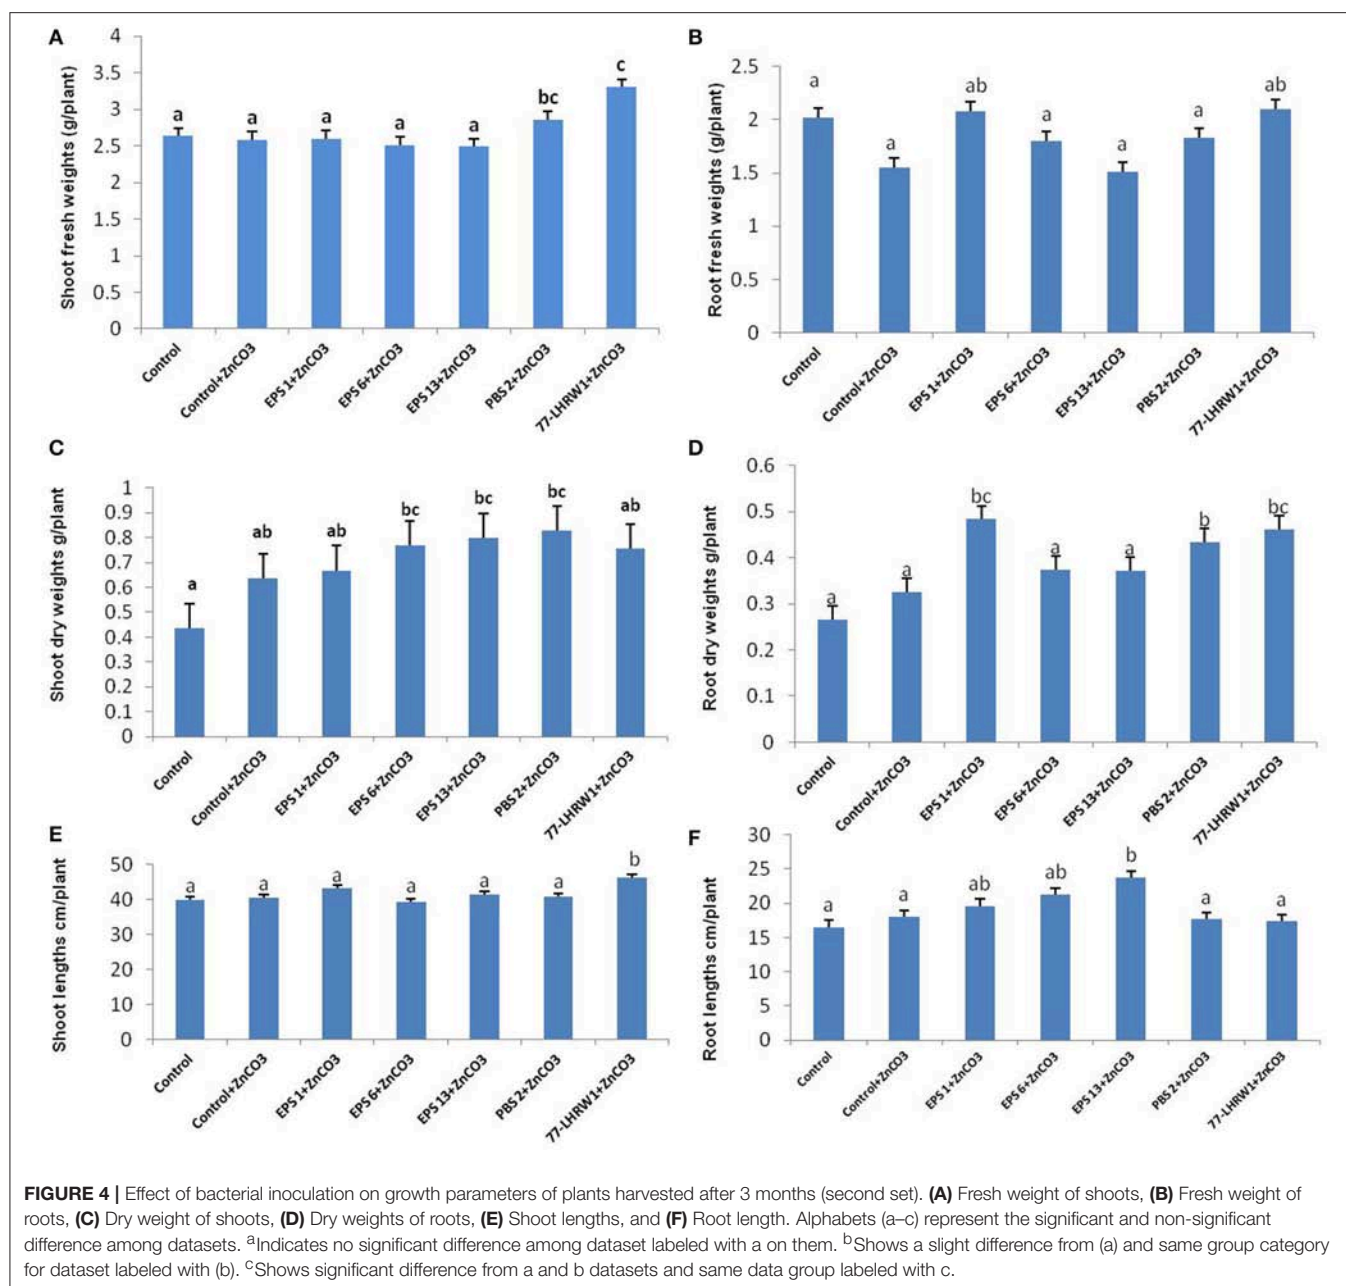 A
Shoot fresh weights (g/plant)
4
3.5
3
2.5
2
1.5
1
0.5
0
a
a
a
a
a
bc
c
Control
Control+ZnCO3
EPS 1+ZnCO3
EPS 6+ZnCO3
EPS 13+ZnCO3
PBS 2+ZnCO3
77-LHRW1+ZnCO3
B
Root fresh weights (g/plant)
2.5
2
1.5
1
0.5
0
a
a
ab
a
a
a
ab
Control
Control+ZnCO3
EPS 1+ZnCO3
EPS 6+ZnCO3
EPS 13+ZnCO3
PBS 2+ZnCO3
77-LHRW1+ZnCO3
C
Shoot dry weights g/plant
1
0.9
0.8
0.7
0.6
0.5
0.4
0.3
0.2
0.1
0
a
ab
ab
bc
bc
bc
ab
Control
Control+ZnCO3
EPS 1+ZnCO3
EPS 6+ZnCO3
EPS 13+ZnCO3
PBS 2+ZnCO3
77-LHRW1+ZnCO3
D
Root dry weights g/plant
0.6
0.5
0.4
0.3
0.2
0.1
0
a
a
bc
a
a
b
bc
Control
Control+ZnCO3
EPS 1+ZnCO3
EPS 6+ZnCO3
EPS 13+ZnCO3
PBS 2+ZnCO3
77-LHRW1+ZnCO3
E
Shoot lengths cm/plant
50
40
30
20
10
0
a
a
a
a
a
a
b
Control
Control+ZnCO3
EPS 1+ZnCO3
EPS 6+ZnCO3
EPS 13+ZnCO3
PBS 2+ZnCO3
77-LHRW1+ZnCO3
F
Root lengths cm/plant
30
25
20
15
10
5
0
a
a
ab
ab
b
a
a
Control
Control+ZnCO3
EPS 1+ZnCO3
EPS 6+ZnCO3
EPS 13+ZnCO3
PBS 2+ZnCO3
77-LHRW1+ZnCO3
FIGURE 4 | Effect of bacterial inoculation on growth parameters of plants harvested after 3 months (second set). (A) Fresh weight of shoots, (B) Fresh weight of
roots, (C) Dry weight of shoots, (D) Dry weights of roots, (E) Shoot lengths, and (F) Root length. Alphabets (a–c) represent the significant and non-significant
difference among datasets. aIndicates no significant difference among dataset labeled with a on them. bShows a slight difference from (a) and same group category
for dataset labeled with (b). cShows significant difference from a and b datasets and same data group labeled with c.